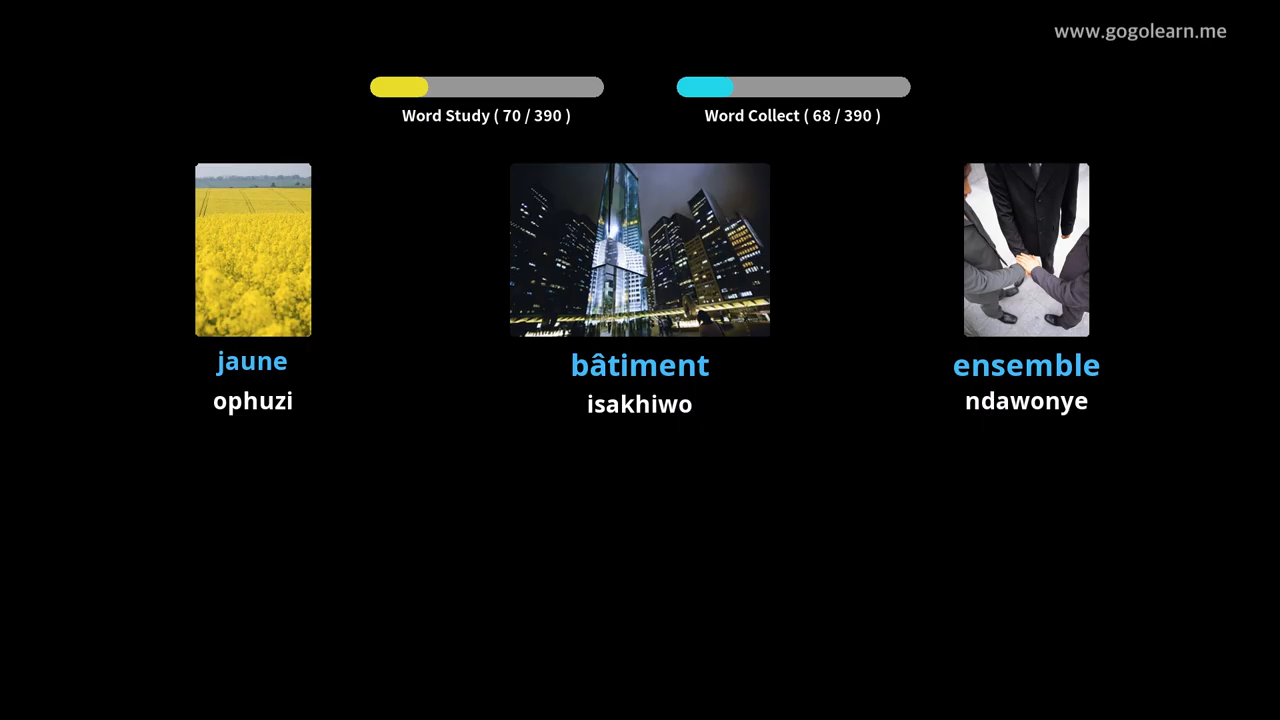 www.gogolearn.me
Word Study ( 70 / 390 )
Word Collect ( 68 / 390 )
jaune
ophuzi
bâtiment
isakhiwo
ensemble
ndawonye